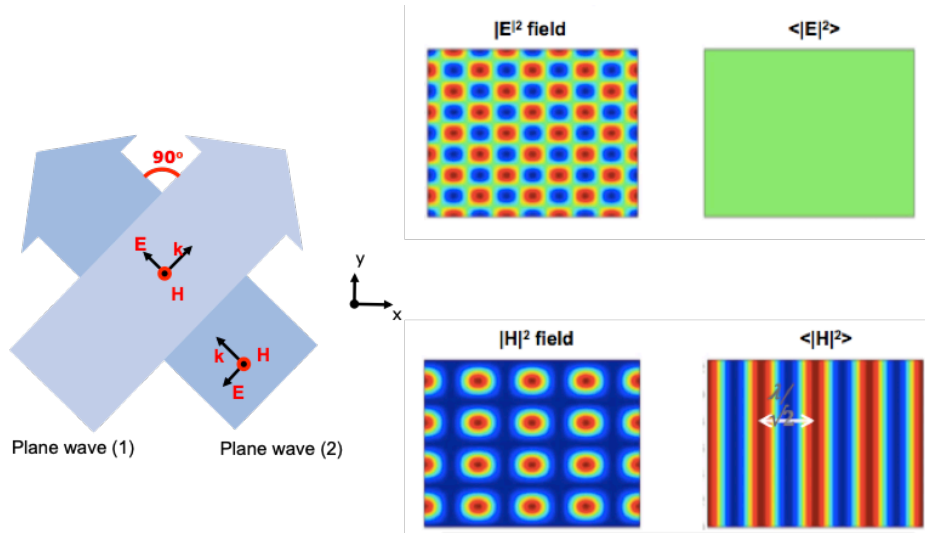 90°
E
k
H
k
H
E
Plane wave (1)
Plane wave (2)
y
x
|E|² field
<|E|²>
|H|² field
<|H|²>
λ/
√2